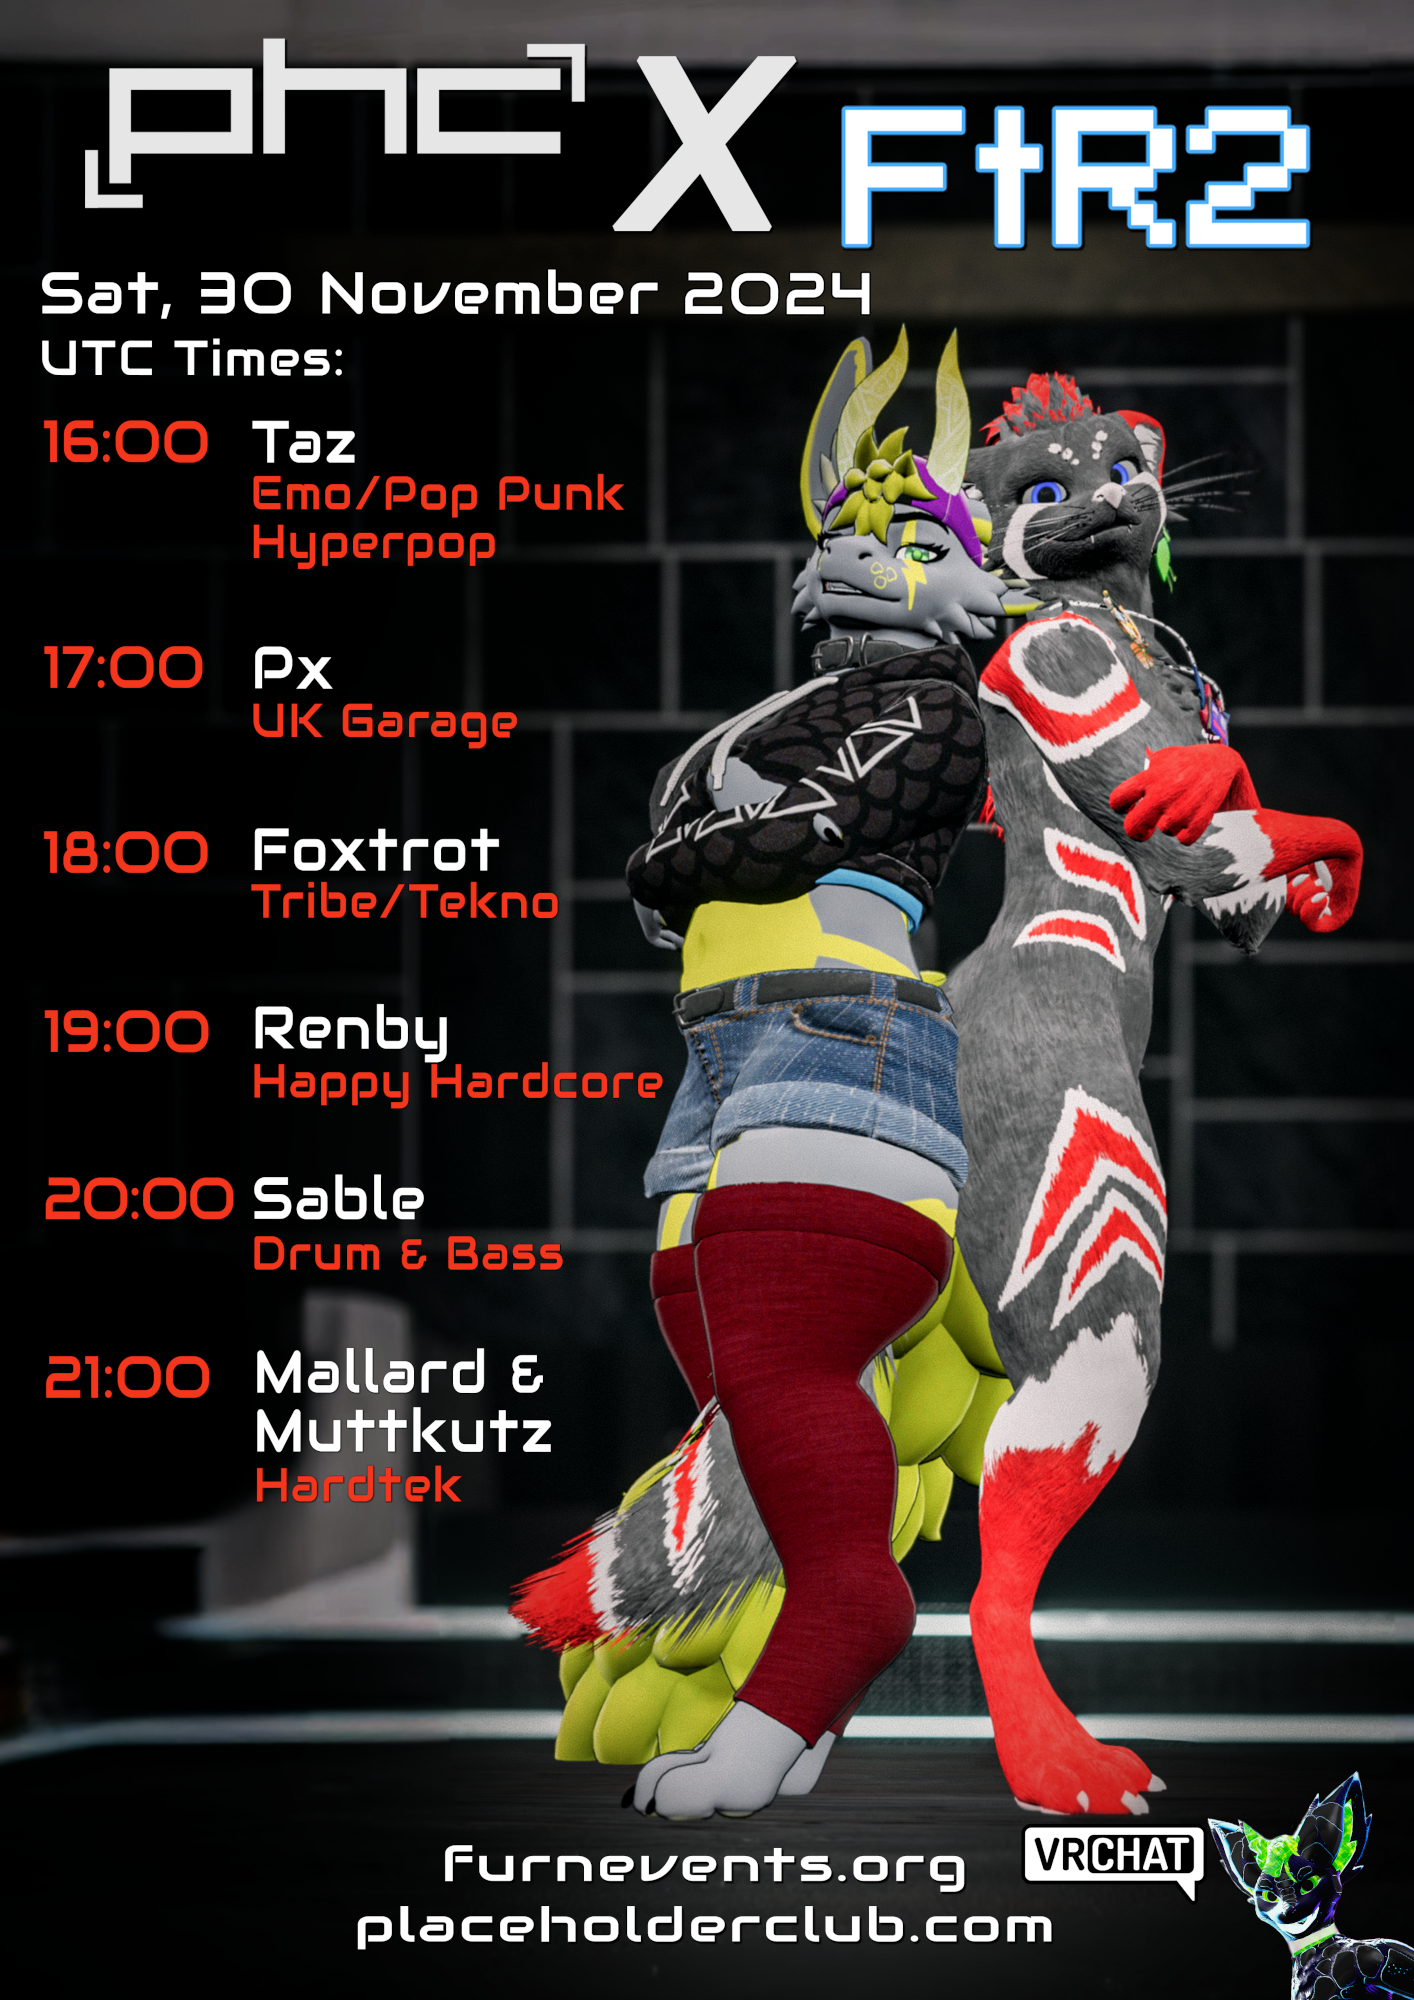 phc X FtR2
Sat, 30 November 2024
UTC Times:
16:00 Taz
Emo/Pop Punk
Hyperpop
17:00 Px
UK Garage
18:00 Foxtrot
Tribe/Tekno
19:00 Renby
Happy Hardcore
20:00 Sable
Drum & Bass
21:00 Mallard &
Muttkutz
Hardtek
furnevents.org
VRCHAT
placeholderclub.com